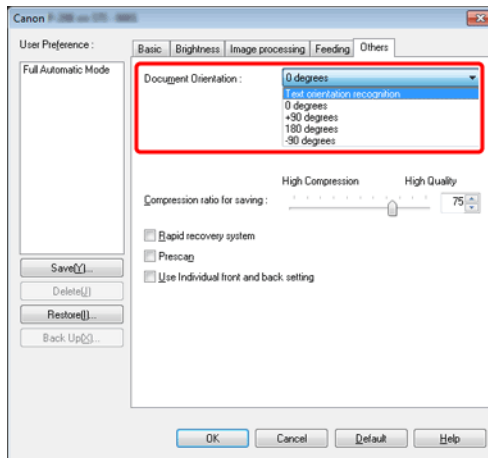 Canon
User Preference :
Full Automatic Mode
Save(Y)...
Delete(J)
Restore(I)...
Back Up(X)...
Basic Brightness Image processing Feeding Others
Document Orientation :
0 degrees
Text orientation recognition
0 degrees
+90 degrees
180 degrees
-90 degrees
High Compression High Quality
Compression ratio for saving : 75
Rapid recovery system
Prescan
Use Individual front and back setting
OK Cancel Default Help